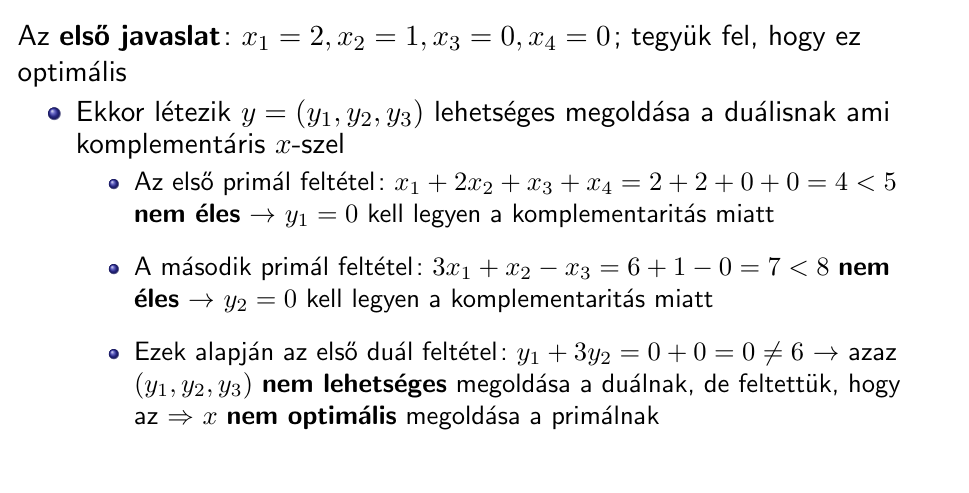 Az első javaslat: x₁ = 2, x₂ = 1, x₃ = 0, x₄ = 0; tegyük fel, hogy ez
optimális
Ekkor létezik y = (y₁, y₂, y₃) lehetséges megoldása a duálisnak ami
komplementáris x-szel
Az első primál feltétel: x₁ + 2x₂ + x₃ + x₄ = 2 + 2 + 0 + 0 = 4 < 5
nem éles → y₁ = 0 kell legyen a komplementaritás miatt
A második primál feltétel: 3x₁ + x₂ − x₃ = 6 + 1 − 0 = 7 < 8 nem
éles → y₂ = 0 kell legyen a komplementaritás miatt
Ezek alapján az első duál feltétel: y₁ + 3y₂ = 0 + 0 = 0 ≠ 6 → azaz
(y₁, y₂, y₃) nem lehetséges megoldása a duálnak, de feltettük, hogy
az ⇒ x nem optimális megoldása a primálnak